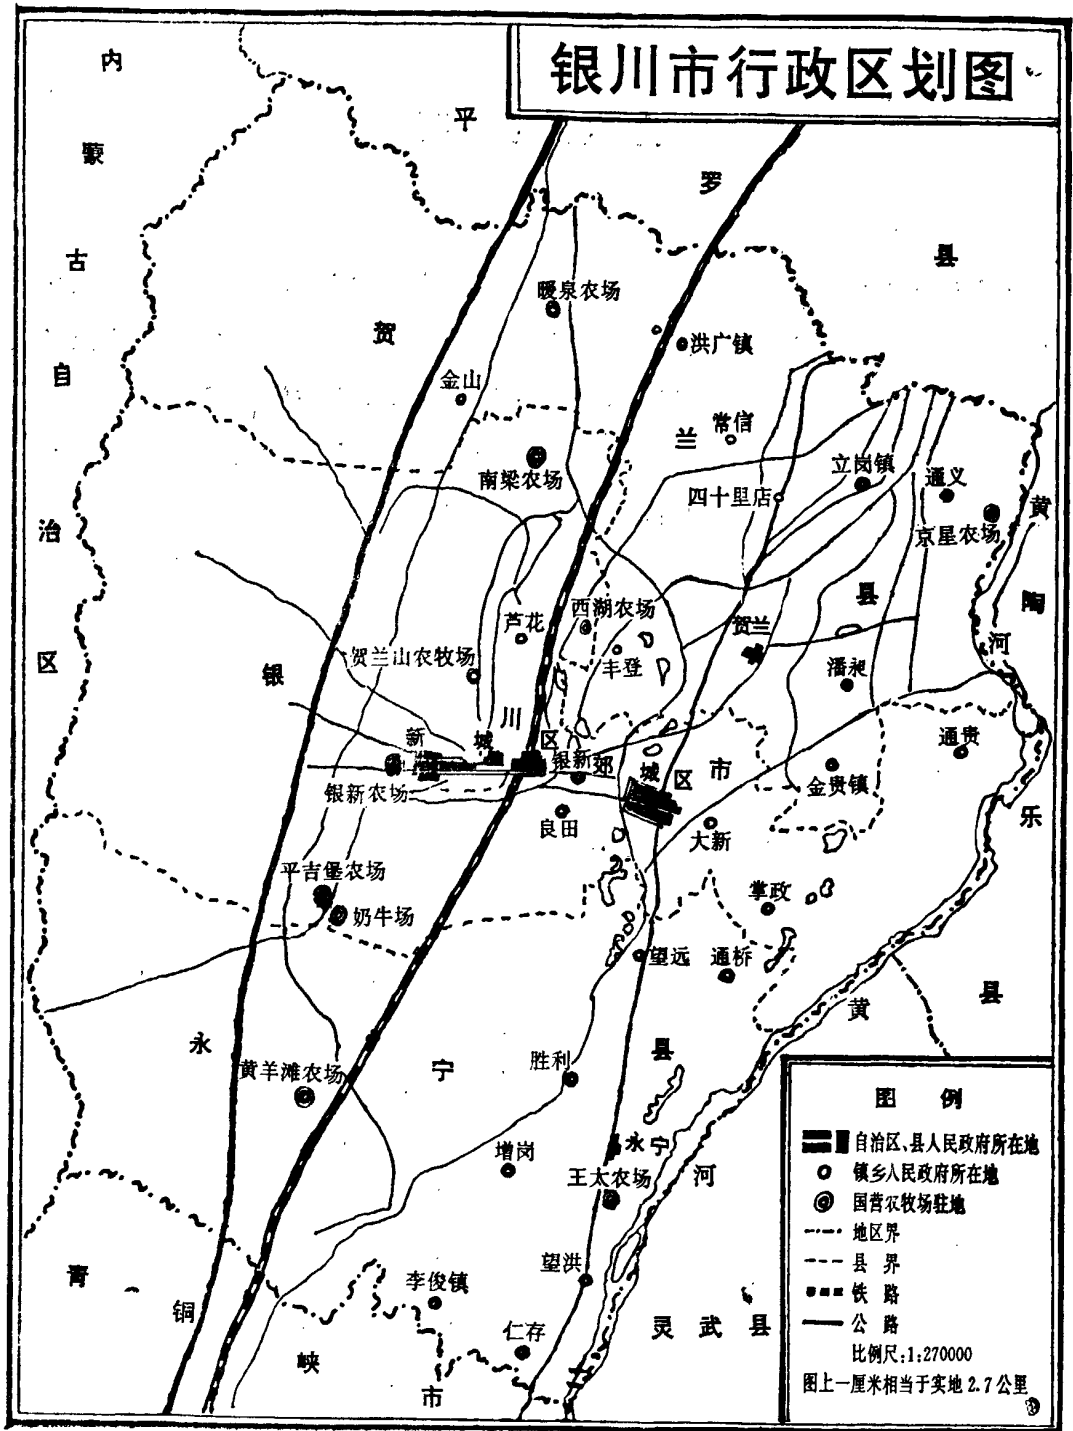 银川市行政区划图
内蒙古自治区
平罗县
贺兰县
暖泉农场
洪广镇
金山
常信
南梁农场
立岗镇
通义
四十里店
京星农场
黄河
陶乐县
芦花
西湖农场
贺兰
贺兰山农牧场
丰登
潘昶
银川市
新城区
郊区
城区
银新
通贵
银新农场
金贵镇
良田
大新
平吉堡农场
奶牛场
掌政
望远
通桥
黄河
永宁县
黄羊滩农场
胜利
增岗
永宁
王太农场
望洪
李俊镇
仁存
青铜峡市
灵武县
图例
自治区、县人民政府所在地
镇乡人民政府所在地
国营农牧场驻地
地区界
县界
铁路
公路
比例尺:1:270000
图上一厘米相当于实地2.7公里